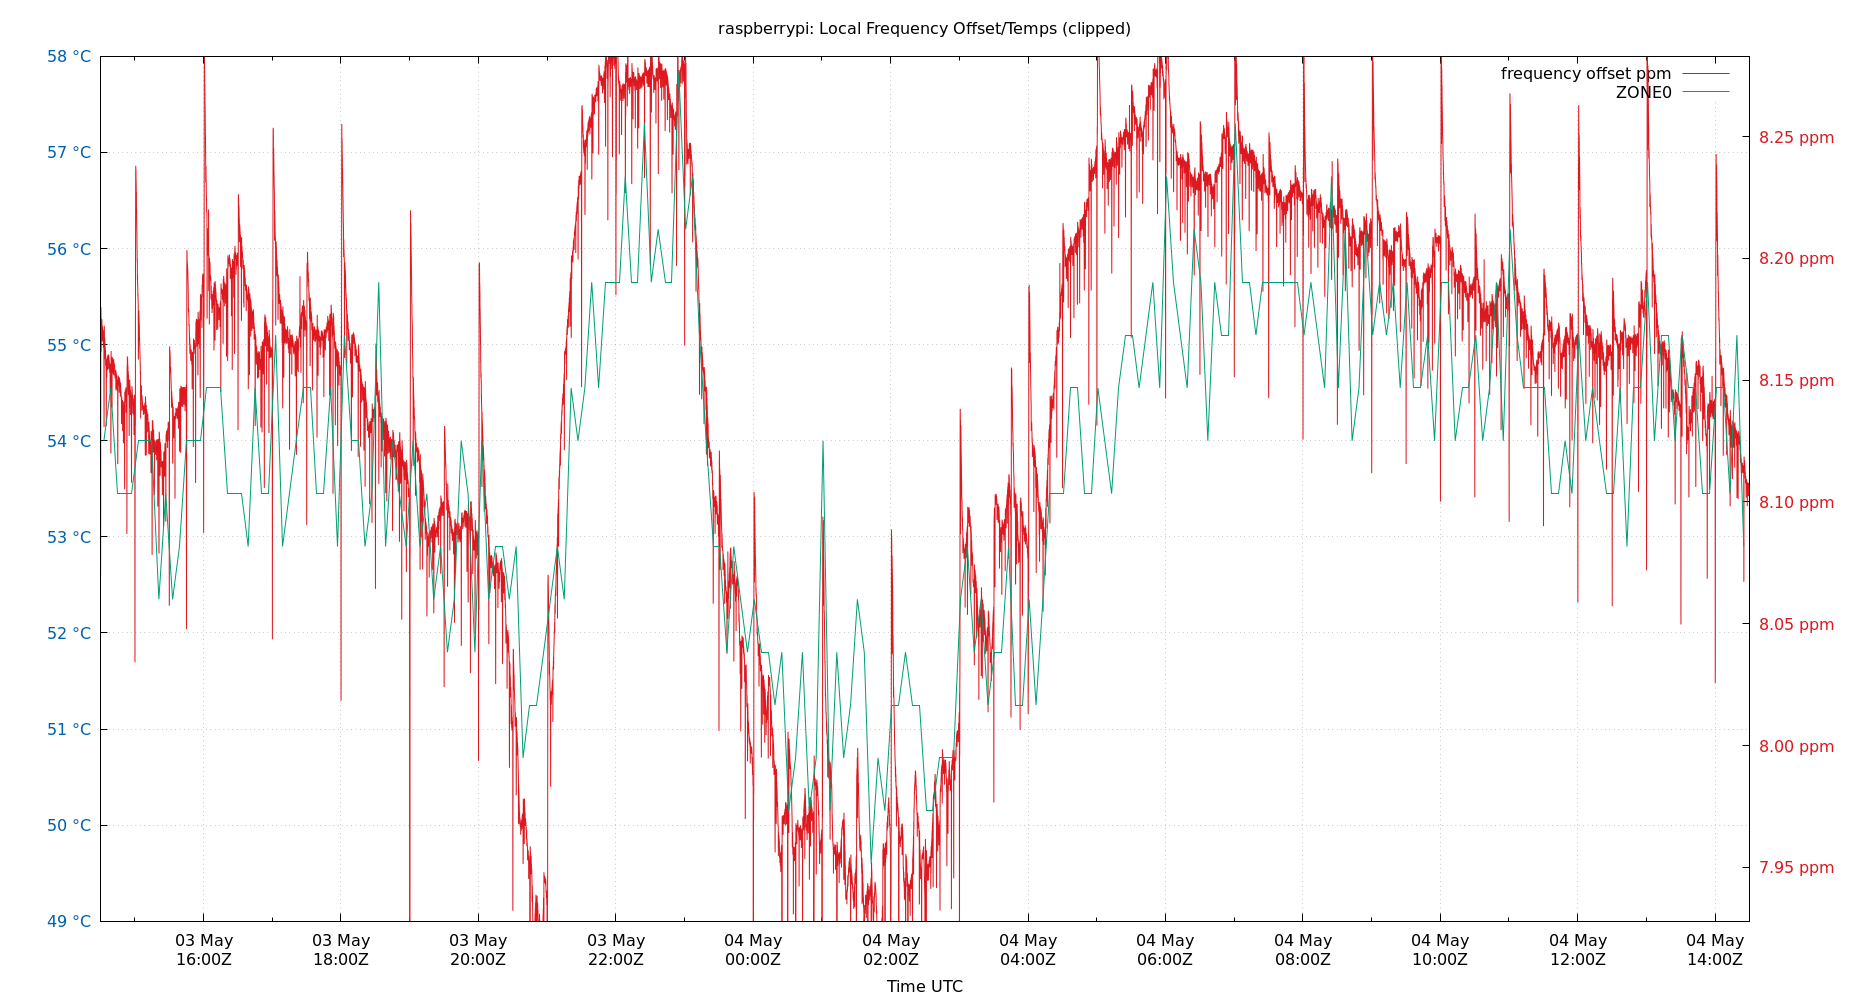 raspberrypi: Local Frequency Offset/Temps (clipped)
frequency offset ppm
ZONE0
58 °C
57 °C
56 °C
55 °C
54 °C
53 °C
52 °C
51 °C
50 °C
49 °C
8.25 ppm
8.20 ppm
8.15 ppm
8.10 ppm
8.05 ppm
8.00 ppm
7.95 ppm
03 May
16:00Z
03 May
18:00Z
03 May
20:00Z
03 May
22:00Z
04 May
00:00Z
04 May
02:00Z
04 May
04:00Z
04 May
06:00Z
04 May
08:00Z
04 May
10:00Z
04 May
12:00Z
04 May
14:00Z
Time UTC